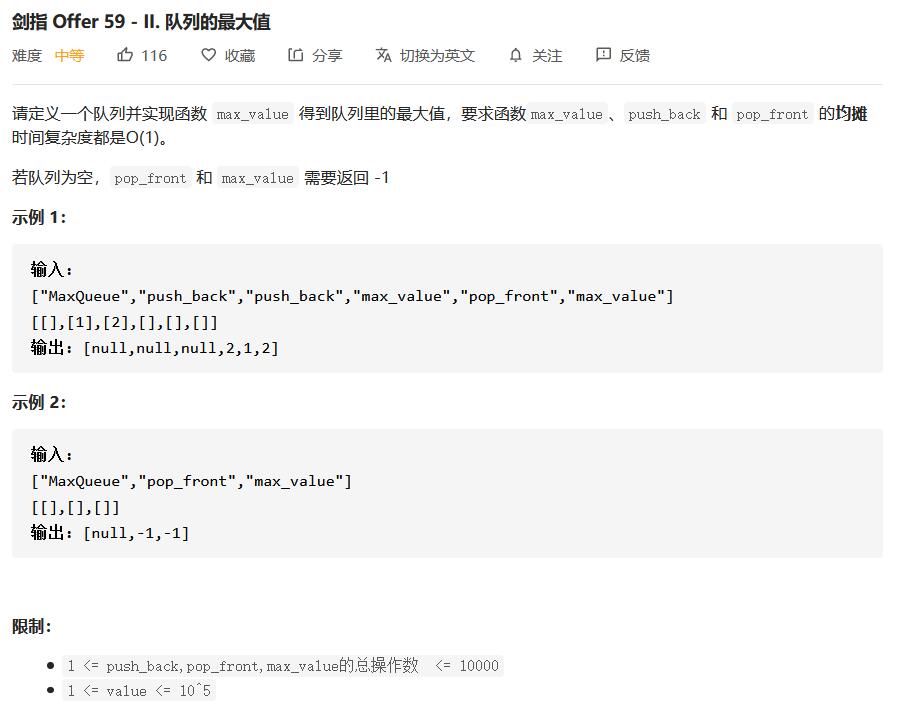 剑指 Offer 59 - II. 队列的最大值
难度 中等 116 收藏 分享 切换为英文 关注 反馈
请定义一个队列并实现函数 max_value 得到队列里的最大值，要求函数max_value、push_back 和 pop_front 的均摊
时间复杂度都是O(1)。
若队列为空，pop_front 和 max_value 需要返回 -1
示例 1：
输入：
["MaxQueue","push_back","push_back","max_value","pop_front","max_value"]
[[],[1],[2],[],[],[]]
输出：[null,null,null,2,1,2]
示例 2：
输入：
["MaxQueue","pop_front","max_value"]
[[],[],[]]
输出：[null,-1,-1]
限制：
1 <= push_back,pop_front,max_value的总操作数 <= 10000
1 <= value <= 10^5